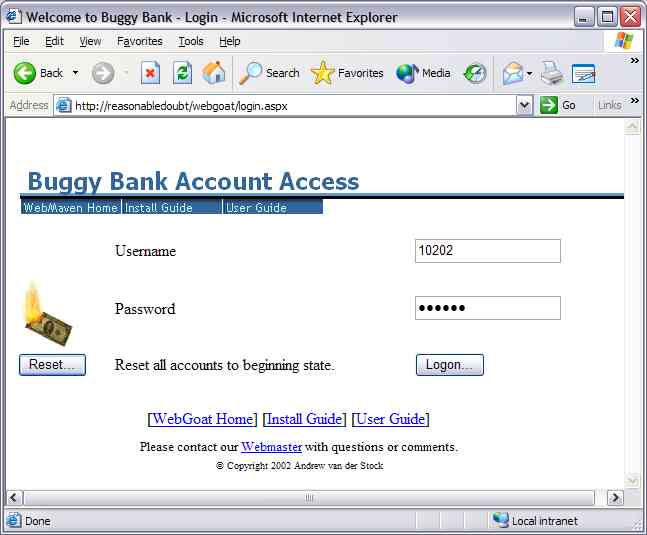 Welcome to Buggy Bank - Login - Microsoft Internet Explorer
File Edit View Favorites Tools Help
Back Search Favorites Media »
Address http://reasonabledoubt/webgoat/login.aspx Go Links »
Buggy Bank Account Access
WebMaven Home Install Guide User Guide
Username 10202
Password ••••••
Reset... Reset all accounts to beginning state. Logon...
[WebGoat Home] [Install Guide] [User Guide]
Please contact our Webmaster with questions or comments.
© Copyright 2002 Andrew van der Stock
Done Local intranet